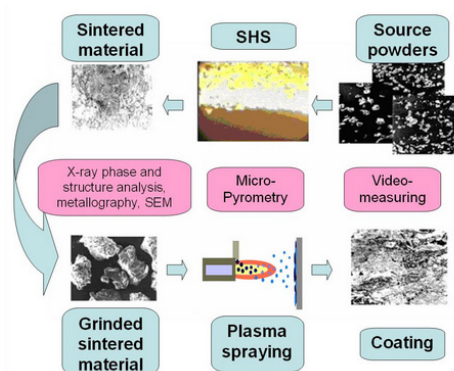 Sintered
material
SHS
Source
powders
X-ray phase and
structure analysis,
metallography, SEM
Micro-
Pyrometry
Video-
measuring
Grinded
sintered
material
Plasma
spraying
Coating